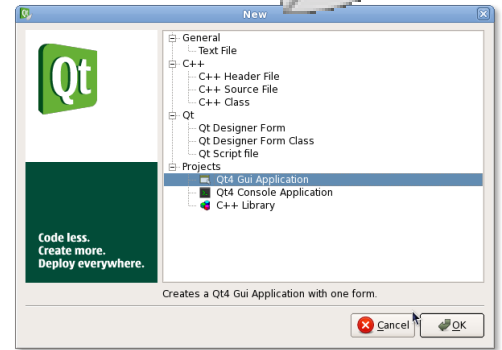 New
Qt
Code less.
Create more.
Deploy everywhere.
General
Text File
C++
C++ Header File
C++ Source File
C++ Class
Qt
Qt Designer Form
Qt Designer Form Class
Qt Script file
Projects
Qt4 Gui Application
Qt4 Console Application
C++ Library
Creates a Qt4 Gui Application with one form.
Cancel
OK